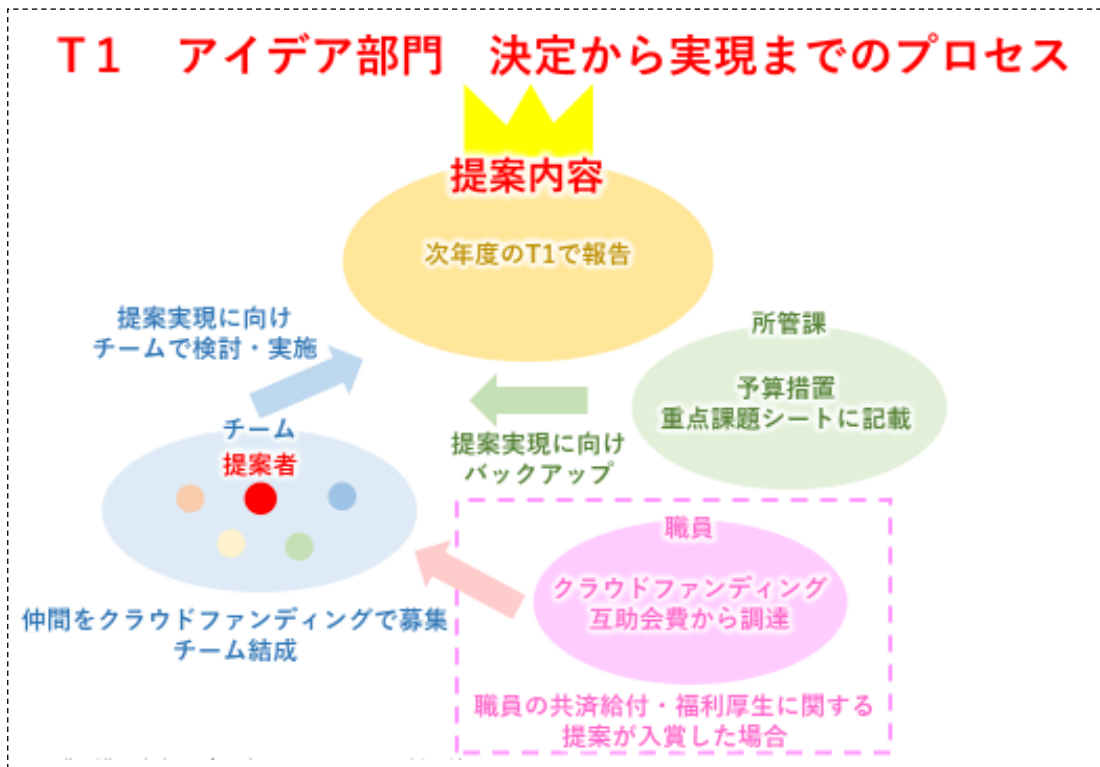 T1　アイデア部門　決定から実現までのプロセス
提案内容
次年度のT1で報告
提案実現に向け
チームで検討・実施
所管課
予算措置
重点課題シートに記載
提案実現に向け
バックアップ
チーム
提案者
仲間をクラウドファンディングで募集
チーム結成
職員
クラウドファンディング
互助会費から調達
職員の共済給付・福利厚生に関する
提案が入賞した場合